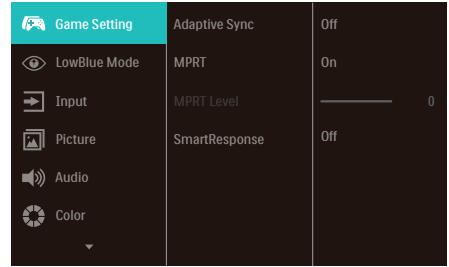 Game Setting Adaptive Sync Off
LowBlue Mode MPRT On
Input MPRT Level 0
Picture SmartResponse Off
Audio
Color